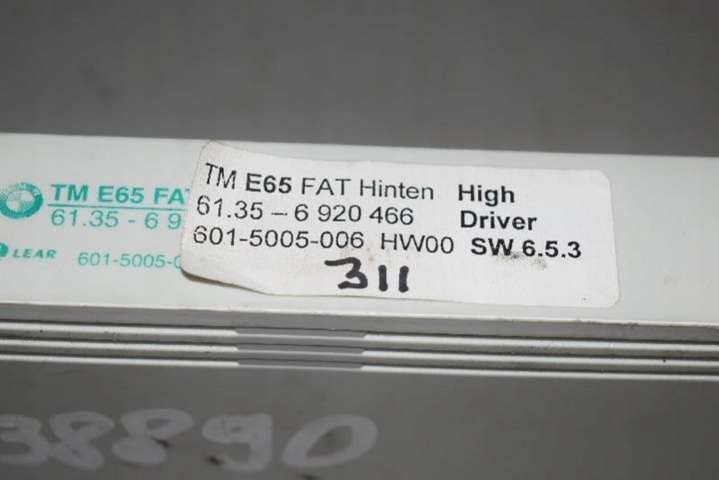 TM E65 FAT Hinten High
61.35 – 6 920 466 Driver
601-5005-006 HW00 SW 6.5.3
311
TM E65 FAT
61.35 - 6 9
LEAR 601-5005-0
38890